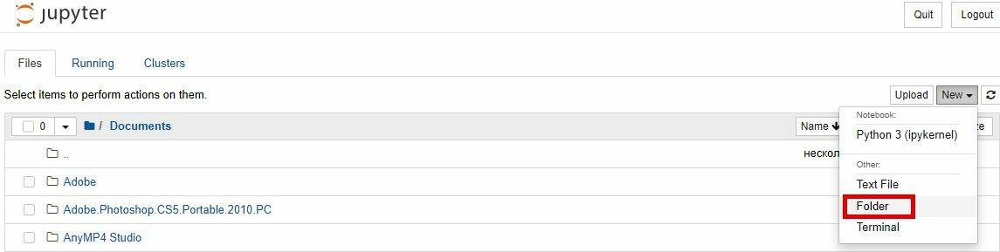 jupyter
Quit Logout
Files Running Clusters
Select items to perform actions on them.
Upload New
0 / Documents Name
Notebook:
Python 3 (ipykernel)
..
Other:
Adobe
Text File
Adobe.Photoshop.CS5.Portable.2010.PC
Folder
AnyMP4 Studio
Terminal